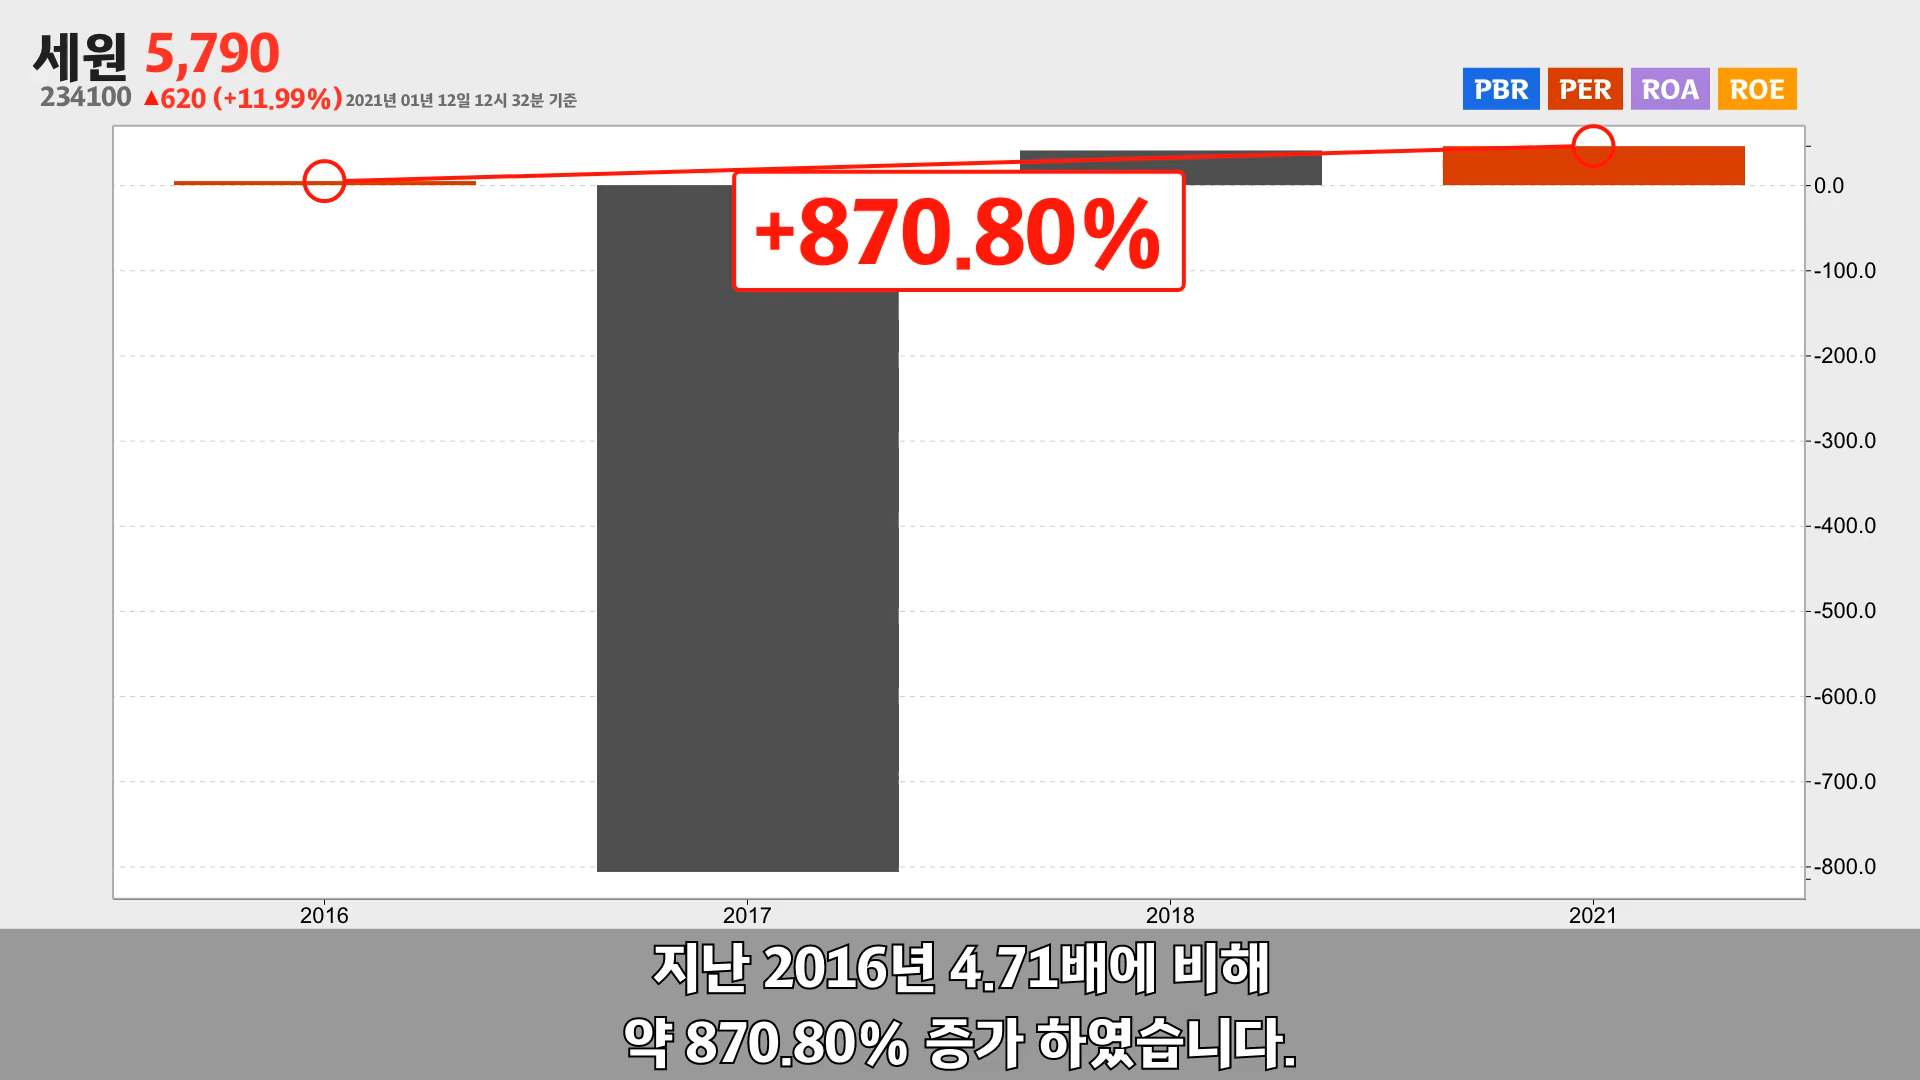 세원 5,790
234100 ▲620 (+11.99%) 2021년 01년 12일 12시 32분 기준
PBR PER ROA ROE
+870.80%
0.0
-100.0
-200.0
-300.0
-400.0
-500.0
-600.0
-700.0
-800.0
2016 2017 2018 2021
지난 2016년 4.71배에 비해
약 870.80% 증가 하였습니다.